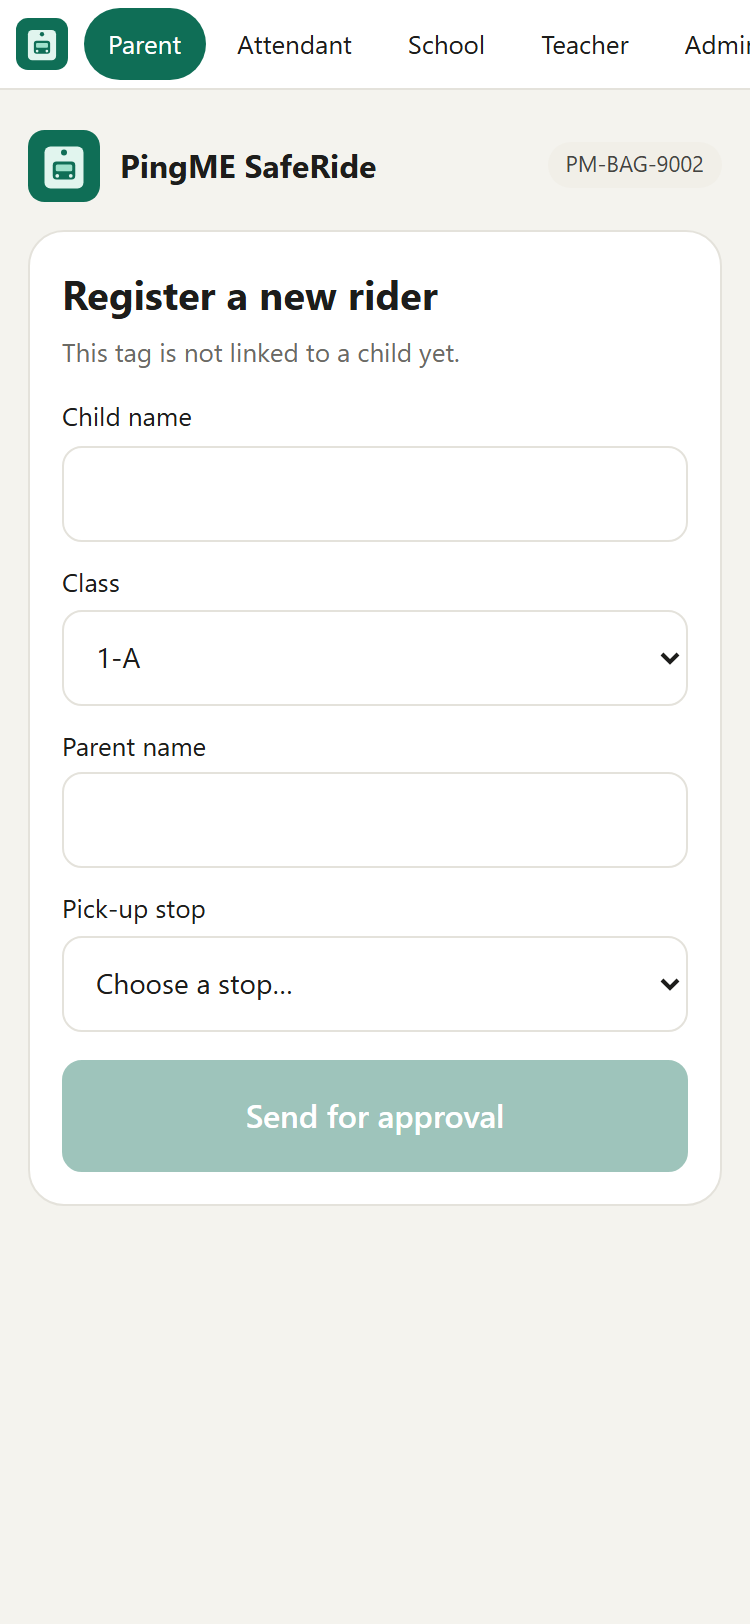 Parent Attendant School Teacher Admin
PingME SafeRide
PM-BAG-9002
Register a new rider
This tag is not linked to a child yet.
Child name
Class
1-A
Parent name
Pick-up stop
Choose a stop...
Send for approval